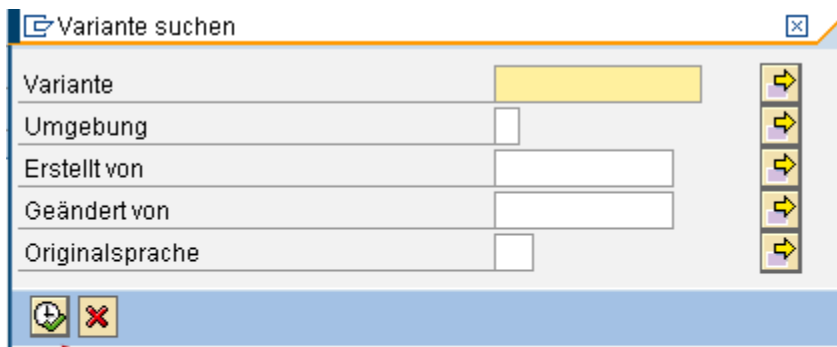 Variante suchen
Variante
Umgebung
Erstellt von
Geändert von
Originalsprache